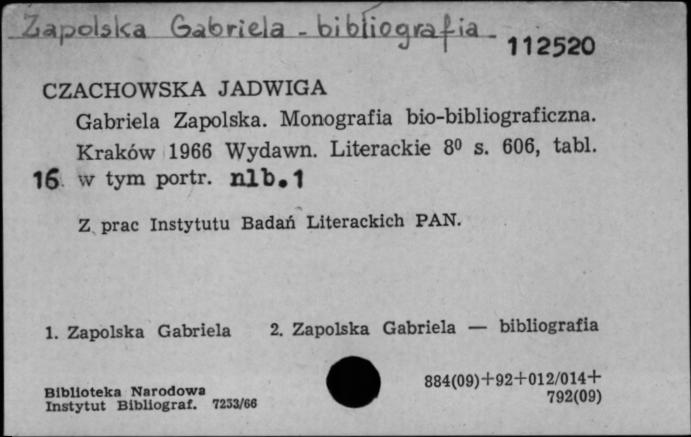 Zapolska Gabriela - bibliografia -
112520
CZACHOWSKA JADWIGA
Gabriela Zapolska. Monografia bio-bibliograficzna.
Kraków 1966 Wydawn. Literackie 8⁰ s. 606, tabl.
16. w tym portr. nlb.1
Z prac Instytutu Badań Literackich PAN.
1. Zapolska Gabriela 2. Zapolska Gabriela — bibliografia
884(09)+92+012/014+
792(09)
Biblioteka Narodowa
Instytut Bibliograf. 7253/66